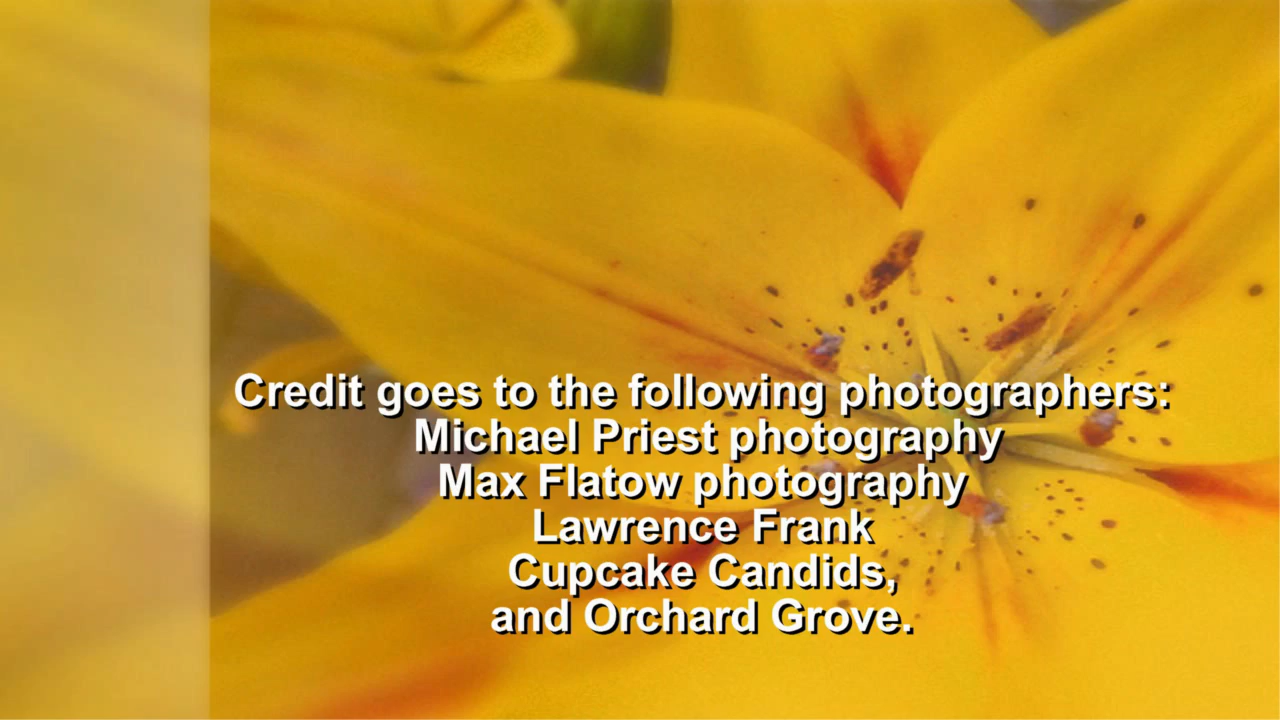 Credit goes to the following photographers:
Michael Priest photography
Max Flatow photography
Lawrence Frank
Cupcake Candids,
and Orchard Grove.